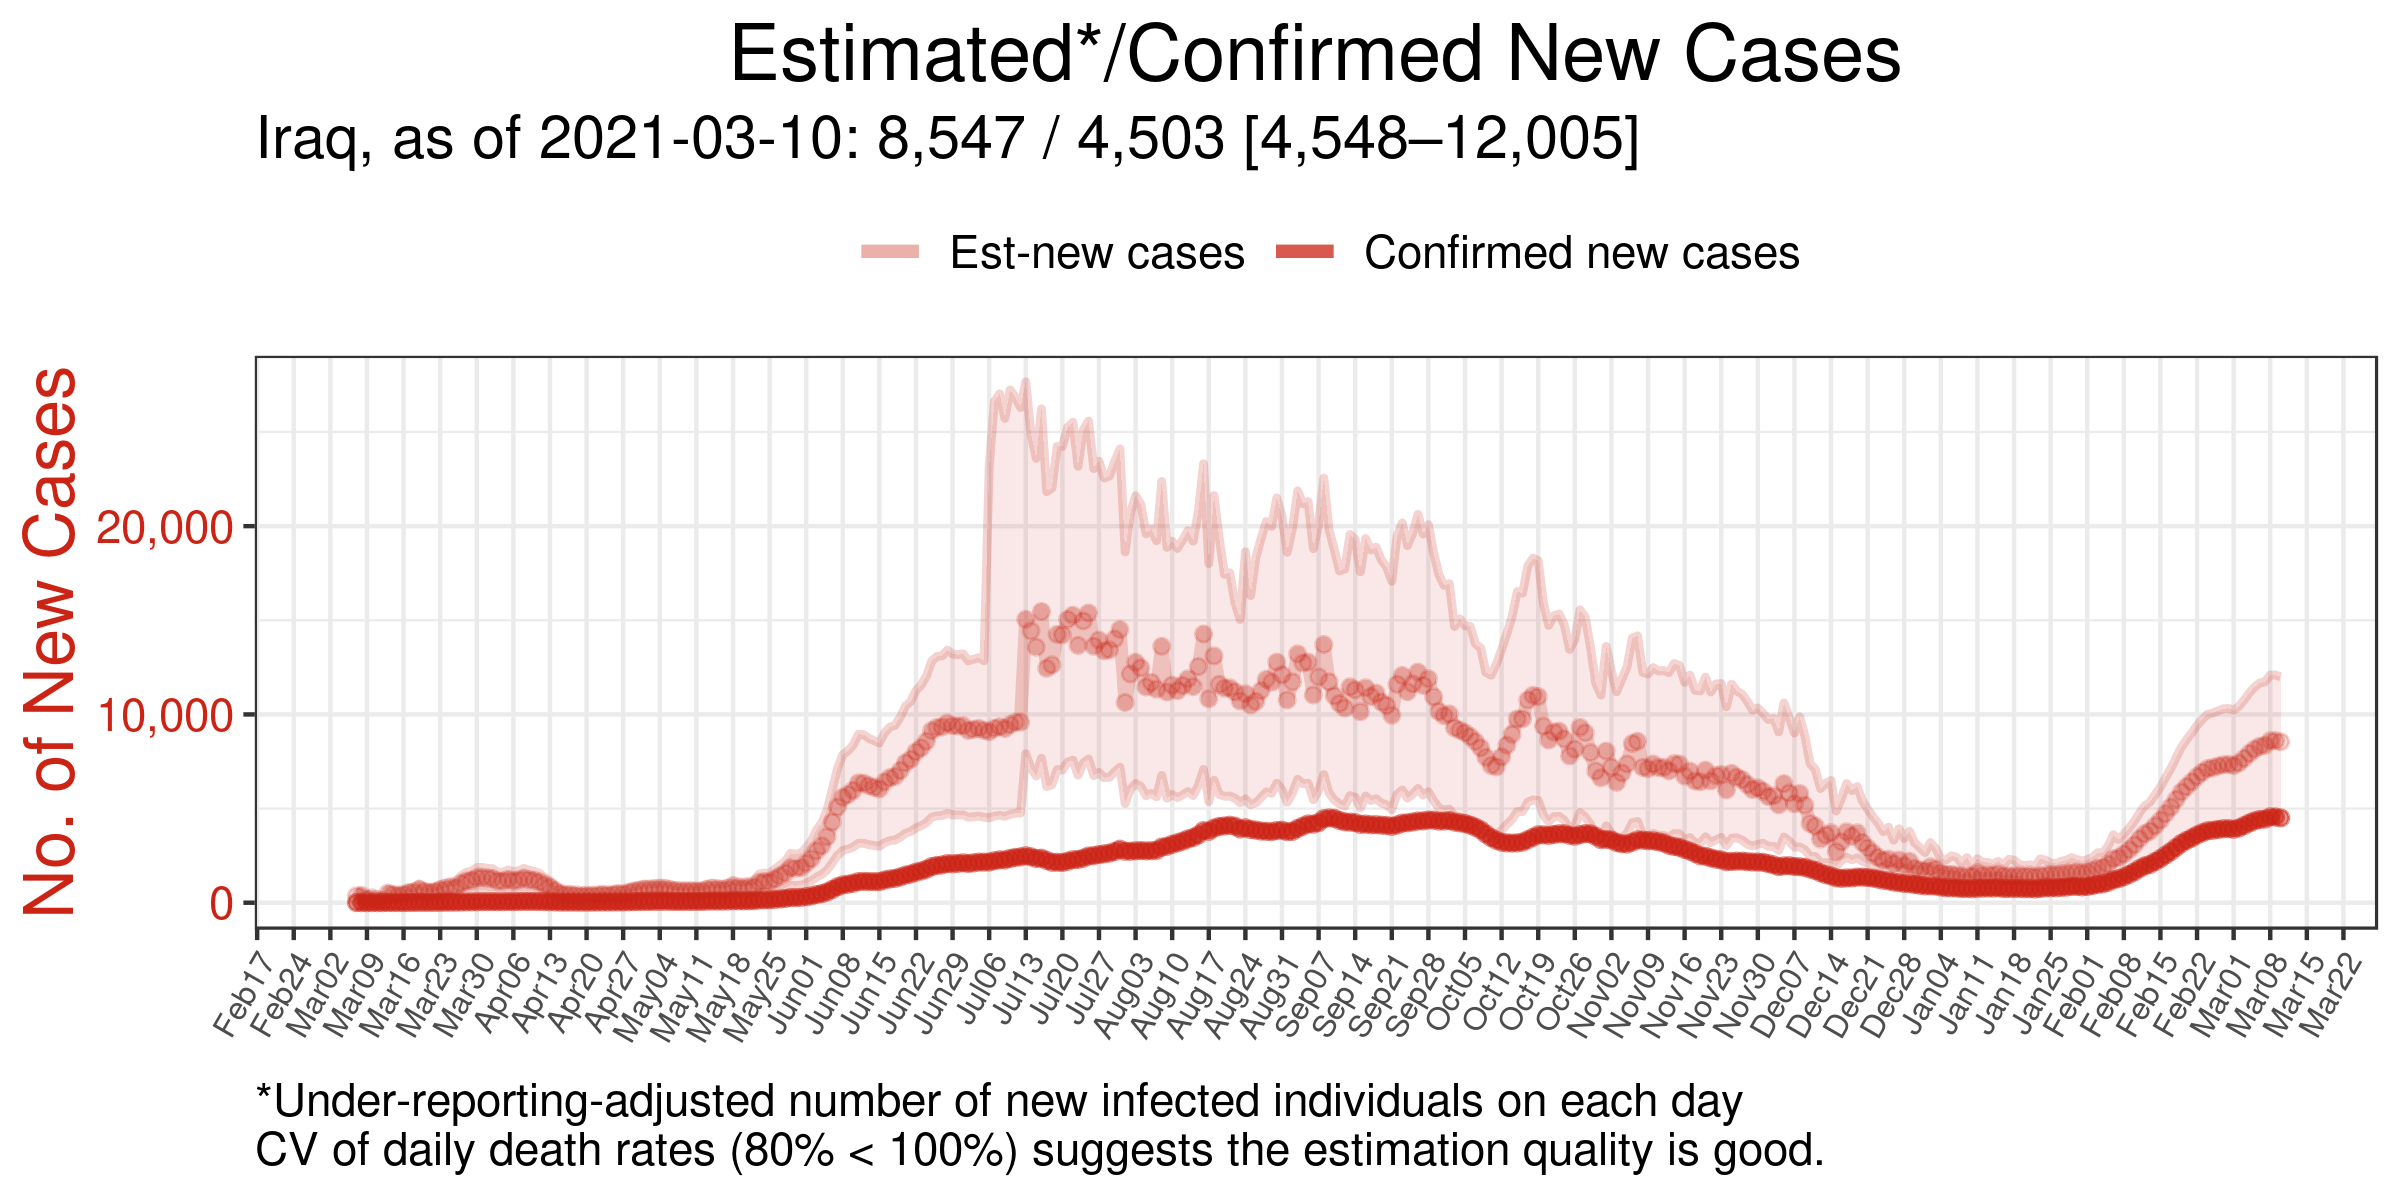 Estimated*/Confirmed New Cases
Iraq, as of 2021-03-10: 8,547 / 4,503 [4,548–12,005]
Est-new cases
Confirmed new cases
No. of New Cases
20,000
10,000
0
Feb17
Feb24
Mar02
Mar09
Mar16
Mar23
Mar30
Apr06
Apr13
Apr20
Apr27
May04
May11
May18
May25
Jun01
Jun08
Jun15
Jun22
Jun29
Jul06
Jul13
Jul20
Jul27
Aug03
Aug10
Aug17
Aug24
Aug31
Sep07
Sep14
Sep21
Sep28
Oct05
Oct12
Oct19
Oct26
Nov02
Nov09
Nov16
Nov23
Nov30
Dec07
Dec14
Dec21
Dec28
Jan04
Jan11
Jan18
Jan25
Feb01
Feb08
Feb15
Feb22
Mar01
Mar08
Mar15
Mar22
*Under-reporting-adjusted number of new infected individuals on each day
CV of daily death rates (80% < 100%) suggests the estimation quality is good.